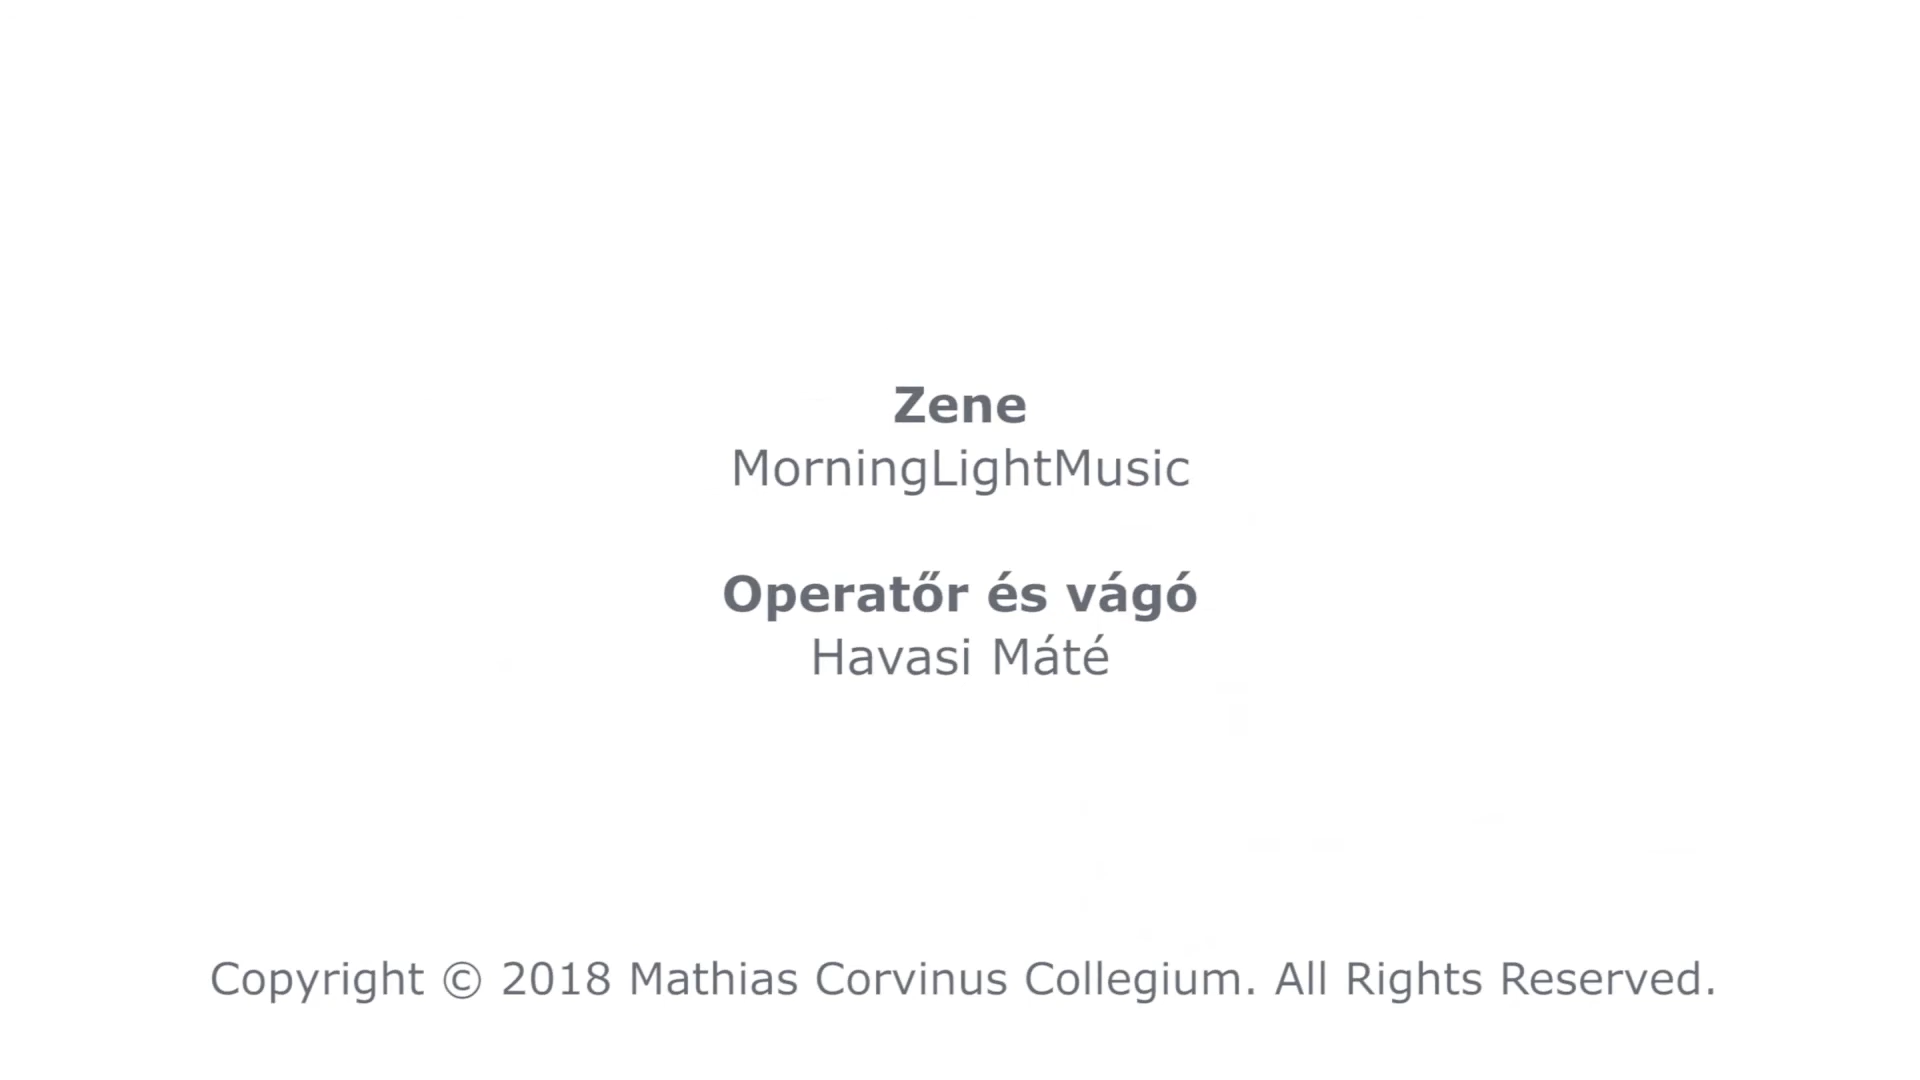 Zene
MorningLightMusic
Operatőr és vágó
Havasi Máté
Copyright © 2018 Mathias Corvinus Collegium. All Rights Reserved.